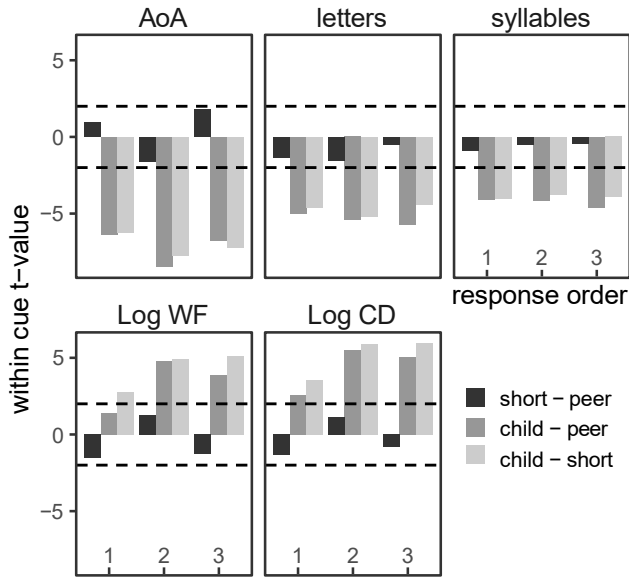 AoA letters syllables
5
0
−5
1 2 3
response order
within cue t−value
Log WF Log CD
5
0
−5
1 2 3 1 2 3
short − peer
child − peer
child − short